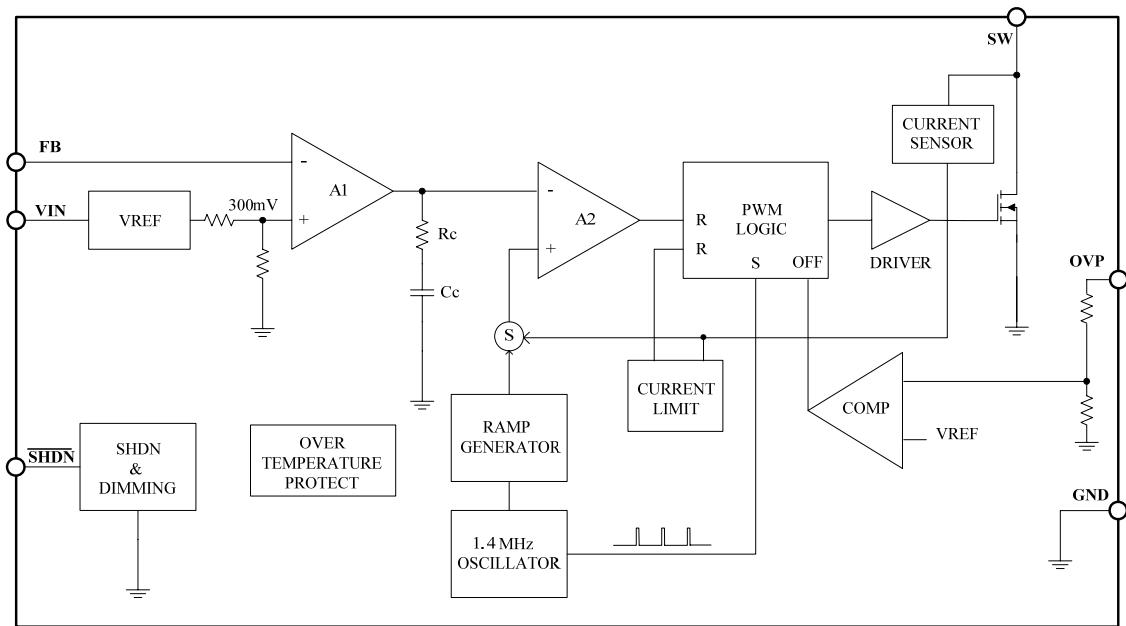 SW
CURRENT
SENSOR
FB
-
A1
+
VIN
VREF
300mV
-
A2
+
R
R
PWM
LOGIC
S
OFF
DRIVER
OVP
Rc
Cc
S
CURRENT
LIMIT
COMP
VREF
RAMP
GENERATOR
SHDN
SHDN
&
DIMMING
OVER
TEMPERATURE
PROTECT
GND
1.4 MHz
OSCILLATOR